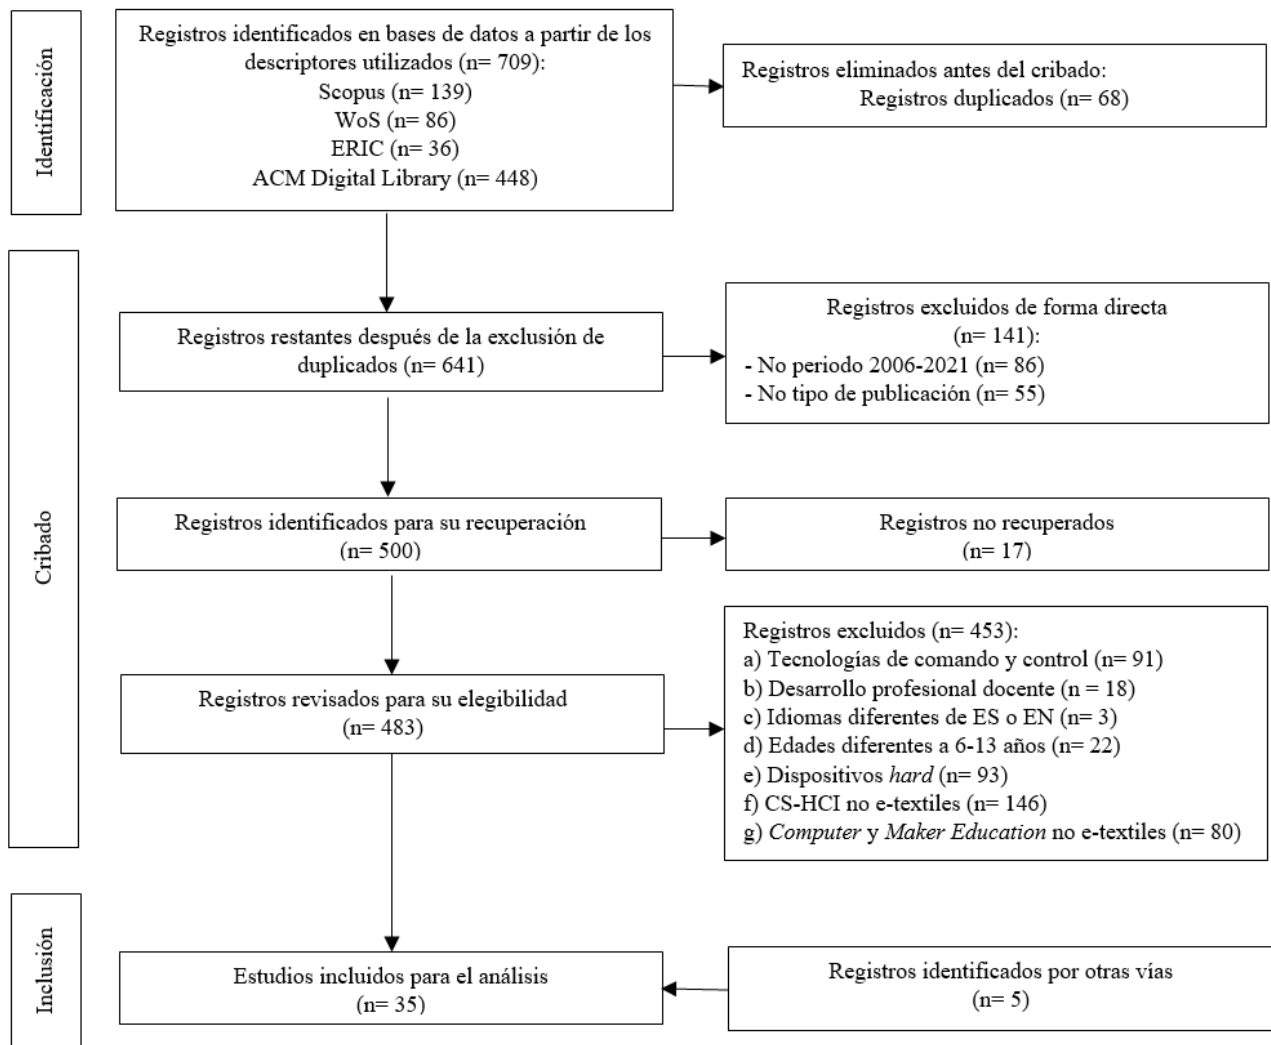 Identificación
Registros identificados en bases de datos a partir de los
descriptores utilizados (n= 709):
Scopus (n= 139)
WoS (n= 86)
ERIC (n= 36)
ACM Digital Library (n= 448)
Registros eliminados antes del cribado:
Registros duplicados (n= 68)
Cribado
Registros restantes después de la exclusión de
duplicados (n= 641)
Registros excluidos de forma directa
(n= 141):
- No periodo 2006-2021 (n= 86)
- No tipo de publicación (n= 55)
Registros identificados para su recuperación
(n= 500)
Registros no recuperados
(n= 17)
Registros revisados para su elegibilidad
(n= 483)
Registros excluidos (n= 453):
a) Tecnologías de comando y control (n= 91)
b) Desarrollo profesional docente (n = 18)
c) Idiomas diferentes de ES o EN (n= 3)
d) Edades diferentes a 6-13 años (n= 22)
e) Dispositivos hard (n= 93)
f) CS-HCI no e-textiles (n= 146)
g) Computer y Maker Education no e-textiles (n= 80)
Inclusión
Estudios incluidos para el análisis
(n= 35)
Registros identificados por otras vías
(n= 5)